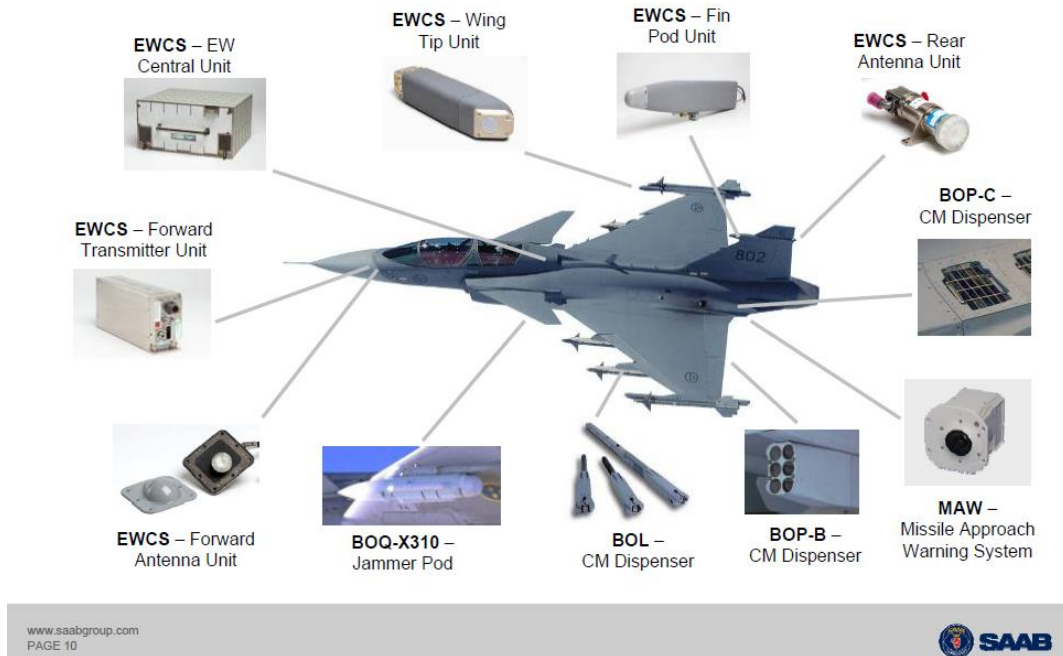 EWCS – EW
Central Unit
EWCS – Wing
Tip Unit
EWCS – Fin
Pod Unit
EWCS – Rear
Antenna Unit
EWCS – Forward
Transmitter Unit
802
BOP-C –
CM Dispenser
EWCS – Forward
Antenna Unit
BOQ-X310 –
Jammer Pod
BOL –
CM Dispenser
BOP-B –
CM Dispenser
MAW –
Missile Approach
Warning System
www.saabgroup.com
PAGE 10
SAAB